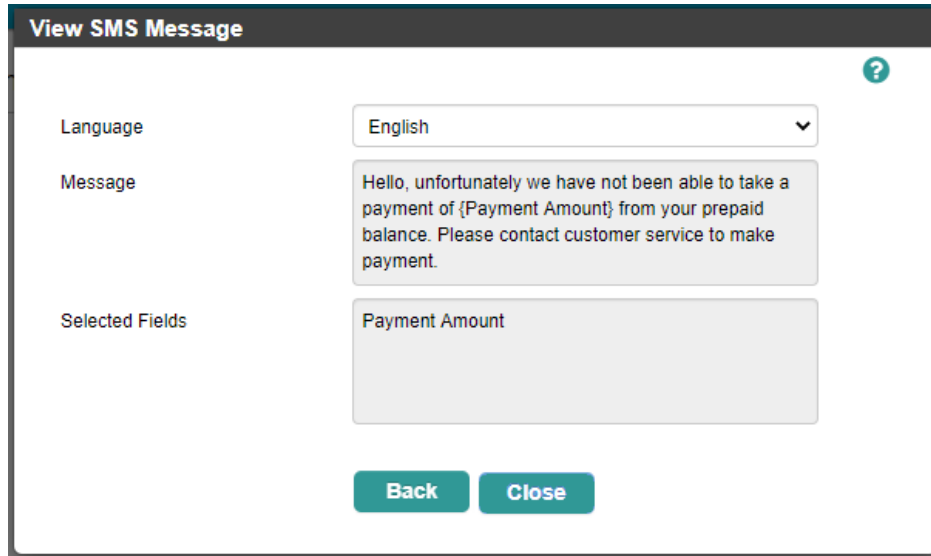 View SMS Message
?
Language
English
Message
Hello, unfortunately we have not been able to take a
payment of {Payment Amount} from your prepaid
balance. Please contact customer service to make
payment.
Selected Fields
Payment Amount
Back
Close